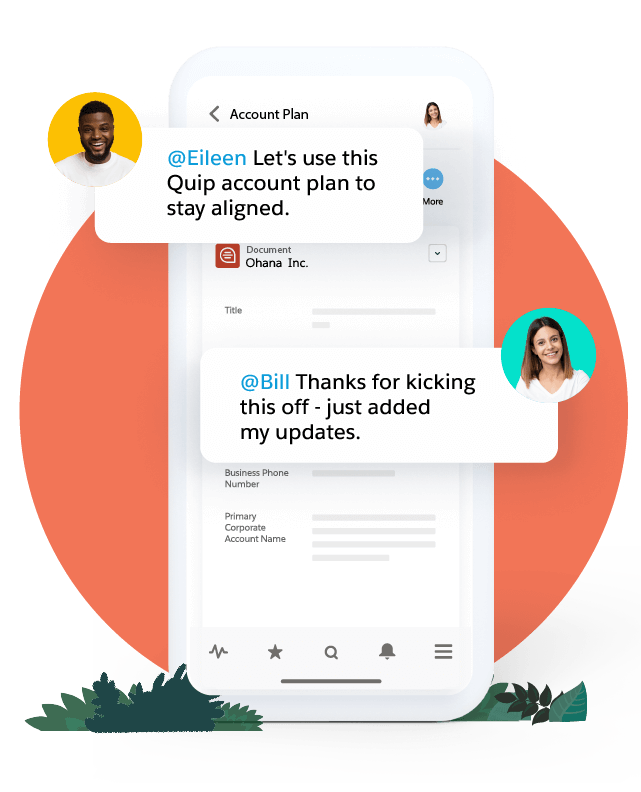 Account Plan
@Eileen Let's use this
Quip account plan to
stay aligned.
More
Document
Ohana Inc.
Title
@Bill Thanks for kicking
this off - just added
my updates.
Business Phone
Number
Primary
Corporate
Account Name